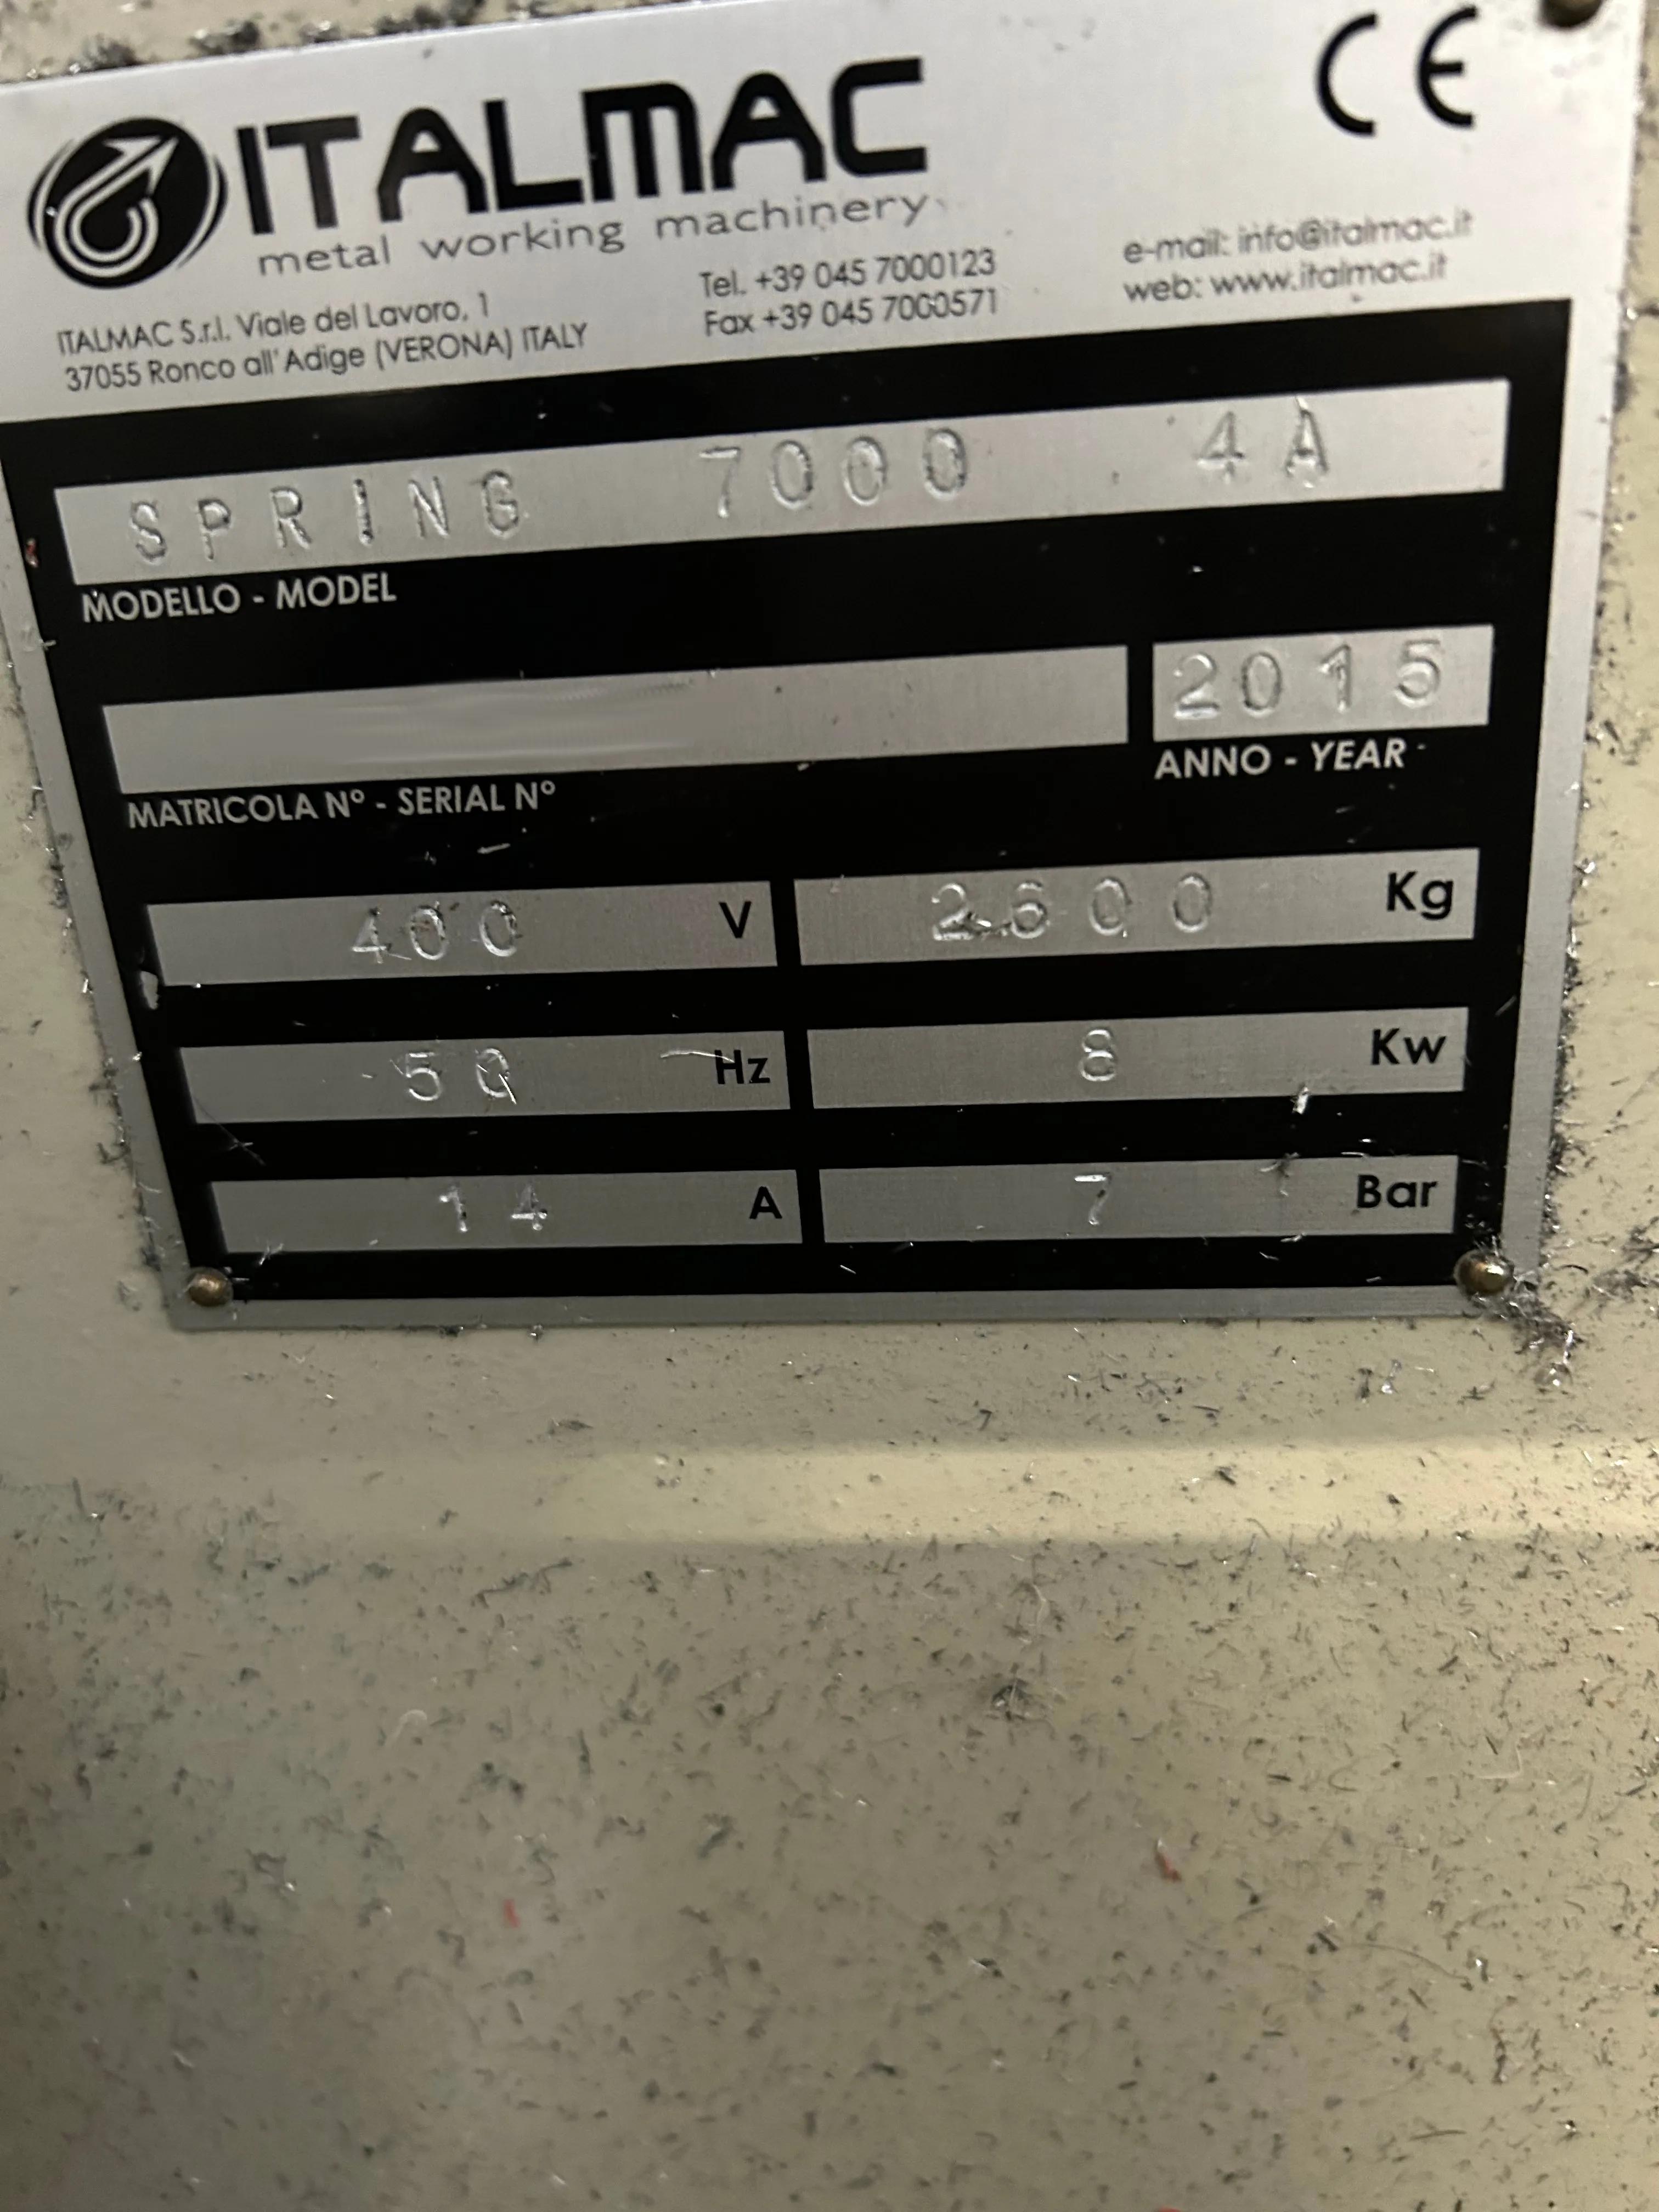 ITALMAC
CE
metal working machinery
ITALMAC S.r.l. Viale del Lavoro, 1
37055 Ronco all'Adige (VERONA) ITALY
Tel. +39 045 7000123
Fax +39 045 7000571
e-mail: info@italmac.it
web: www.italmac.it
SPRING 7000 4A
MODELLO - MODEL
2015
MATRICOLA N° - SERIAL N°
ANNO - YEAR
400 V
2600 Kg
50 Hz
8 Kw
14 A
7 Bar